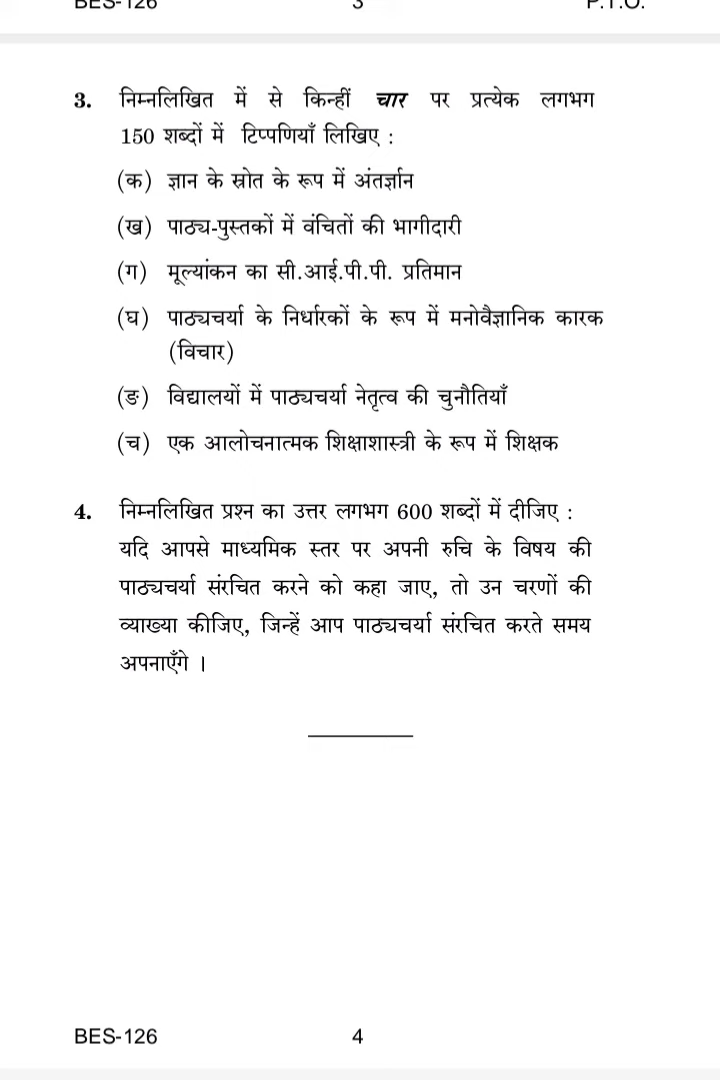 BES-126 3 P.T.O.
3. निम्नलिखित में से किन्हीं चार पर प्रत्येक लगभग
150 शब्दों में टिप्पणियाँ लिखिए :
(क) ज्ञान के स्रोत के रूप में अंतर्ज्ञान
(ख) पाठ्य-पुस्तकों में वंचितों की भागीदारी
(ग) मूल्यांकन का सी.आई.पी.पी. प्रतिमान
(घ) पाठ्यचर्या के निर्धारकों के रूप में मनोवैज्ञानिक कारक
(विचार)
(ङ) विद्यालयों में पाठ्यचर्या नेतृत्व की चुनौतियाँ
(च) एक आलोचनात्मक शिक्षाशास्त्री के रूप में शिक्षक
4. निम्नलिखित प्रश्न का उत्तर लगभग 600 शब्दों में दीजिए :
यदि आपसे माध्यमिक स्तर पर अपनी रुचि के विषय की
पाठ्यचर्या संरचित करने को कहा जाए, तो उन चरणों की
व्याख्या कीजिए, जिन्हें आप पाठ्यचर्या संरचित करते समय
अपनाएँगे ।
BES-126 4